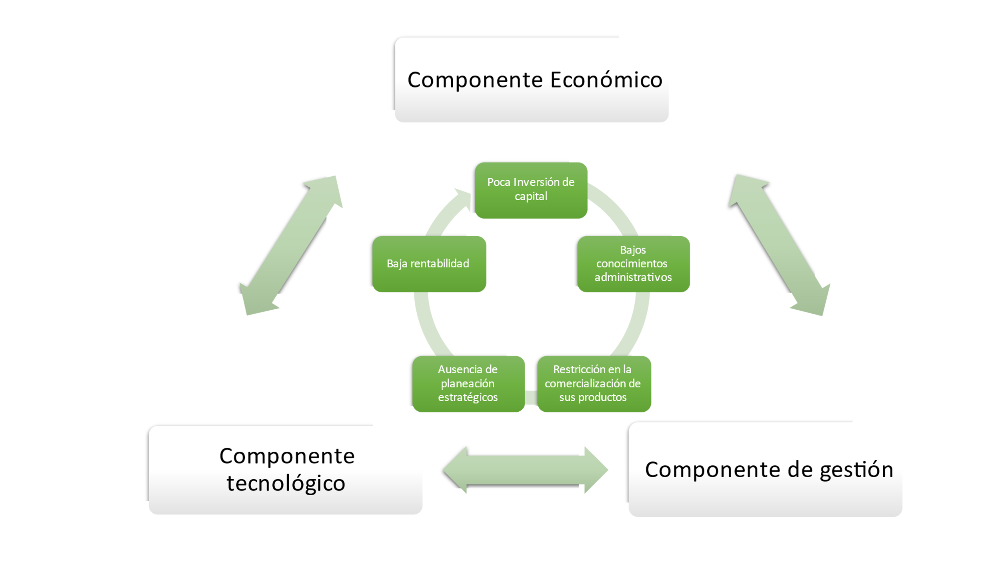 Componente Económico
Poca Inversión de
capital
Baja rentabilidad
Bajos
conocimientos
administrativos
Ausencia de
planeación
estratégicos
Restricción en la
comercialización de
sus productos
Componente
tecnológico
Componente de gestión